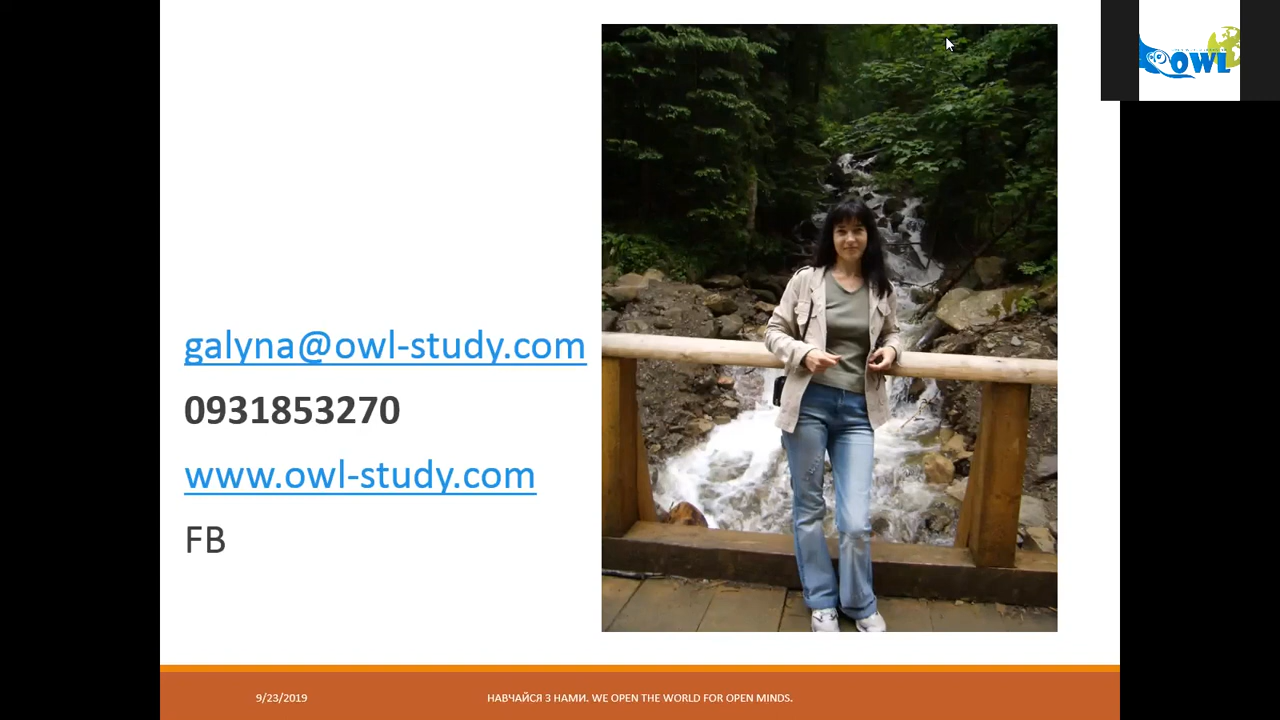 galyna@owl-study.com
0931853270
www.owl-study.com
FB
OWL
9/23/2019
НАВЧАЙСЯ З НАМИ. WE OPEN THE WORLD FOR OPEN MINDS.